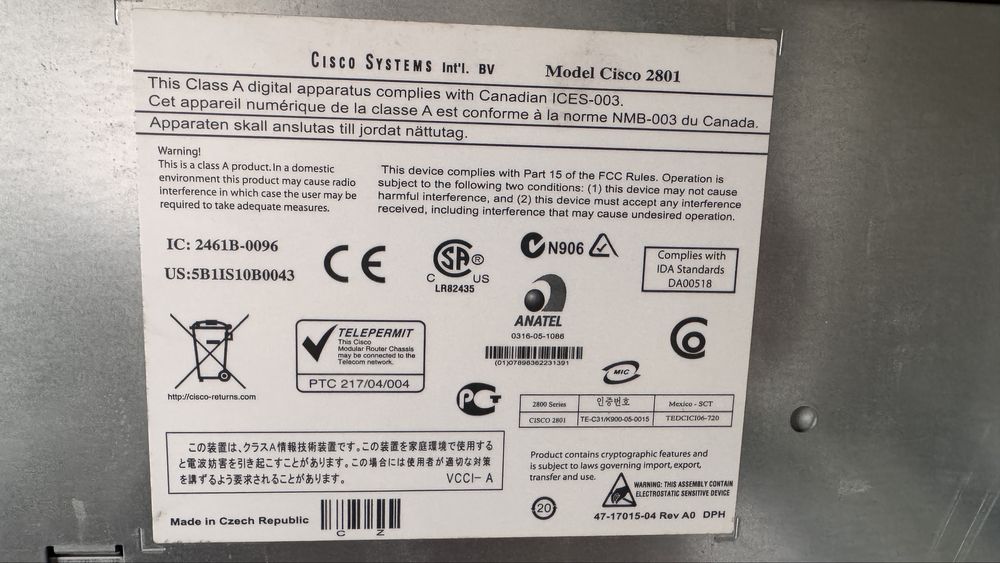 CISCO SYSTEMS Int'l. BV
Model Cisco 2801
This Class A digital apparatus complies with Canadian ICES-003.
Cet appareil numérique de la classe A est conforme à la norme NMB-003 du Canada.
Apparaten skall anslutas till jordat nättutag.
Warning!
This is a class A product. In a domestic
environment this product may cause radio
interference in which case the user may be
required to take adequate measures.
This device complies with Part 15 of the FCC Rules. Operation is
subject to the following two conditions: (1) this device may not cause
harmful interference, and (2) this device must accept any interference
received, including interference that may cause undesired operation.
IC: 2461B-0096
US:5B1IS10B0043
CE
SA®
C US
LR82435
N906
ANATEL
0316-05-1088
(01)07898362231391
Complies with
IDA Standards
DA00518
http://cisco-returns.com
TELEPERMIT
This Cisco
Modular Router Chassis
may be connected to the
Telecom network.
PTC 217/04/004
MIC
2800 Series 인증번호 Mexico - SCT
CISCO 2801 TE-C31/K900-05-0015 TEDCICI06-720
この装置は、クラスA情報技術装置です。この装置を家庭環境で使用する
と電波妨害を引き起こすことがあります。この場合には使用者が適切な対策
を講ずるよう要求されることがあります。 VCCI- A
Product contains cryptographic features and
is subject to laws governing import, export,
transfer and use.
Made in Czech Republic
C Z
20
WARNING: THIS ASSEMBLY CONTAIN
ELECTROSTATIC SENSITIVE DEVICE
47-17015-04 Rev A0 DPH